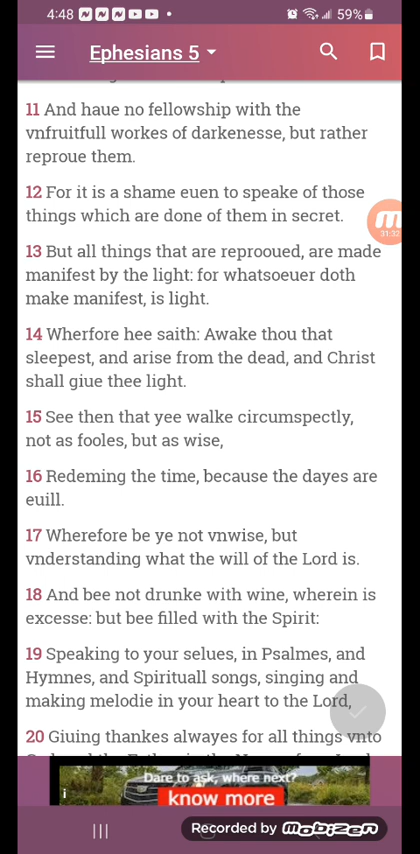 4:48 59%
Ephesians 5
11 And haue no fellowship with the
vnfruitfull workes of darkenesse, but rather
reproue them.
12 For it is a shame euen to speake of those
things which are done of them in secret.
13 But all things that are reprooued, are made
manifest by the light: for whatsoeuer doth
make manifest, is light.
31:32
14 Wherfore hee saith: Awake thou that
sleepest, and arise from the dead, and Christ
shall giue thee light.
15 See then that yee walke circumspectly,
not as fooles, but as wise,
16 Redeming the time, because the dayes are
euill.
17 Wherefore be ye not vnwise, but
vnderstanding what the will of the Lord is.
18 And bee not drunke with wine, wherein is
excesse: but bee filled with the Spirit:
19 Speaking to your selues, in Psalmes, and
Hymnes, and Spirituall songs, singing and
making melodie in your heart to the Lord,
20 Giuing thankes alwayes for all things vnto
Dare to ask, where next?
know more
Recorded by mobizen